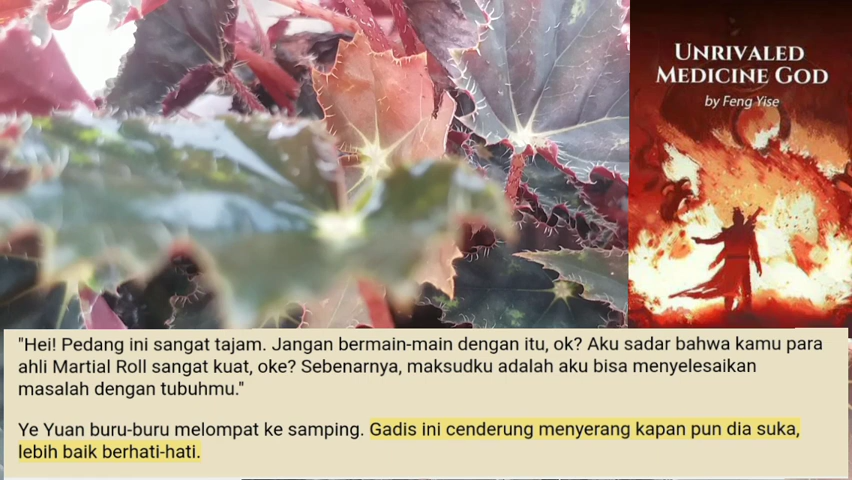 UNRIVALED
MEDICINE GOD
by Feng Yise
"Hei! Pedang ini sangat tajam. Jangan bermain-main dengan itu, ok? Aku sadar bahwa kamu para
ahli Martial Roll sangat kuat, oke? Sebenarnya, maksudku adalah aku bisa menyelesaikan
masalah dengan tubuhmu."
Ye Yuan buru-buru melompat ke samping. Gadis ini cenderung menyerang kapan pun dia suka,
lebih baik berhati-hati.